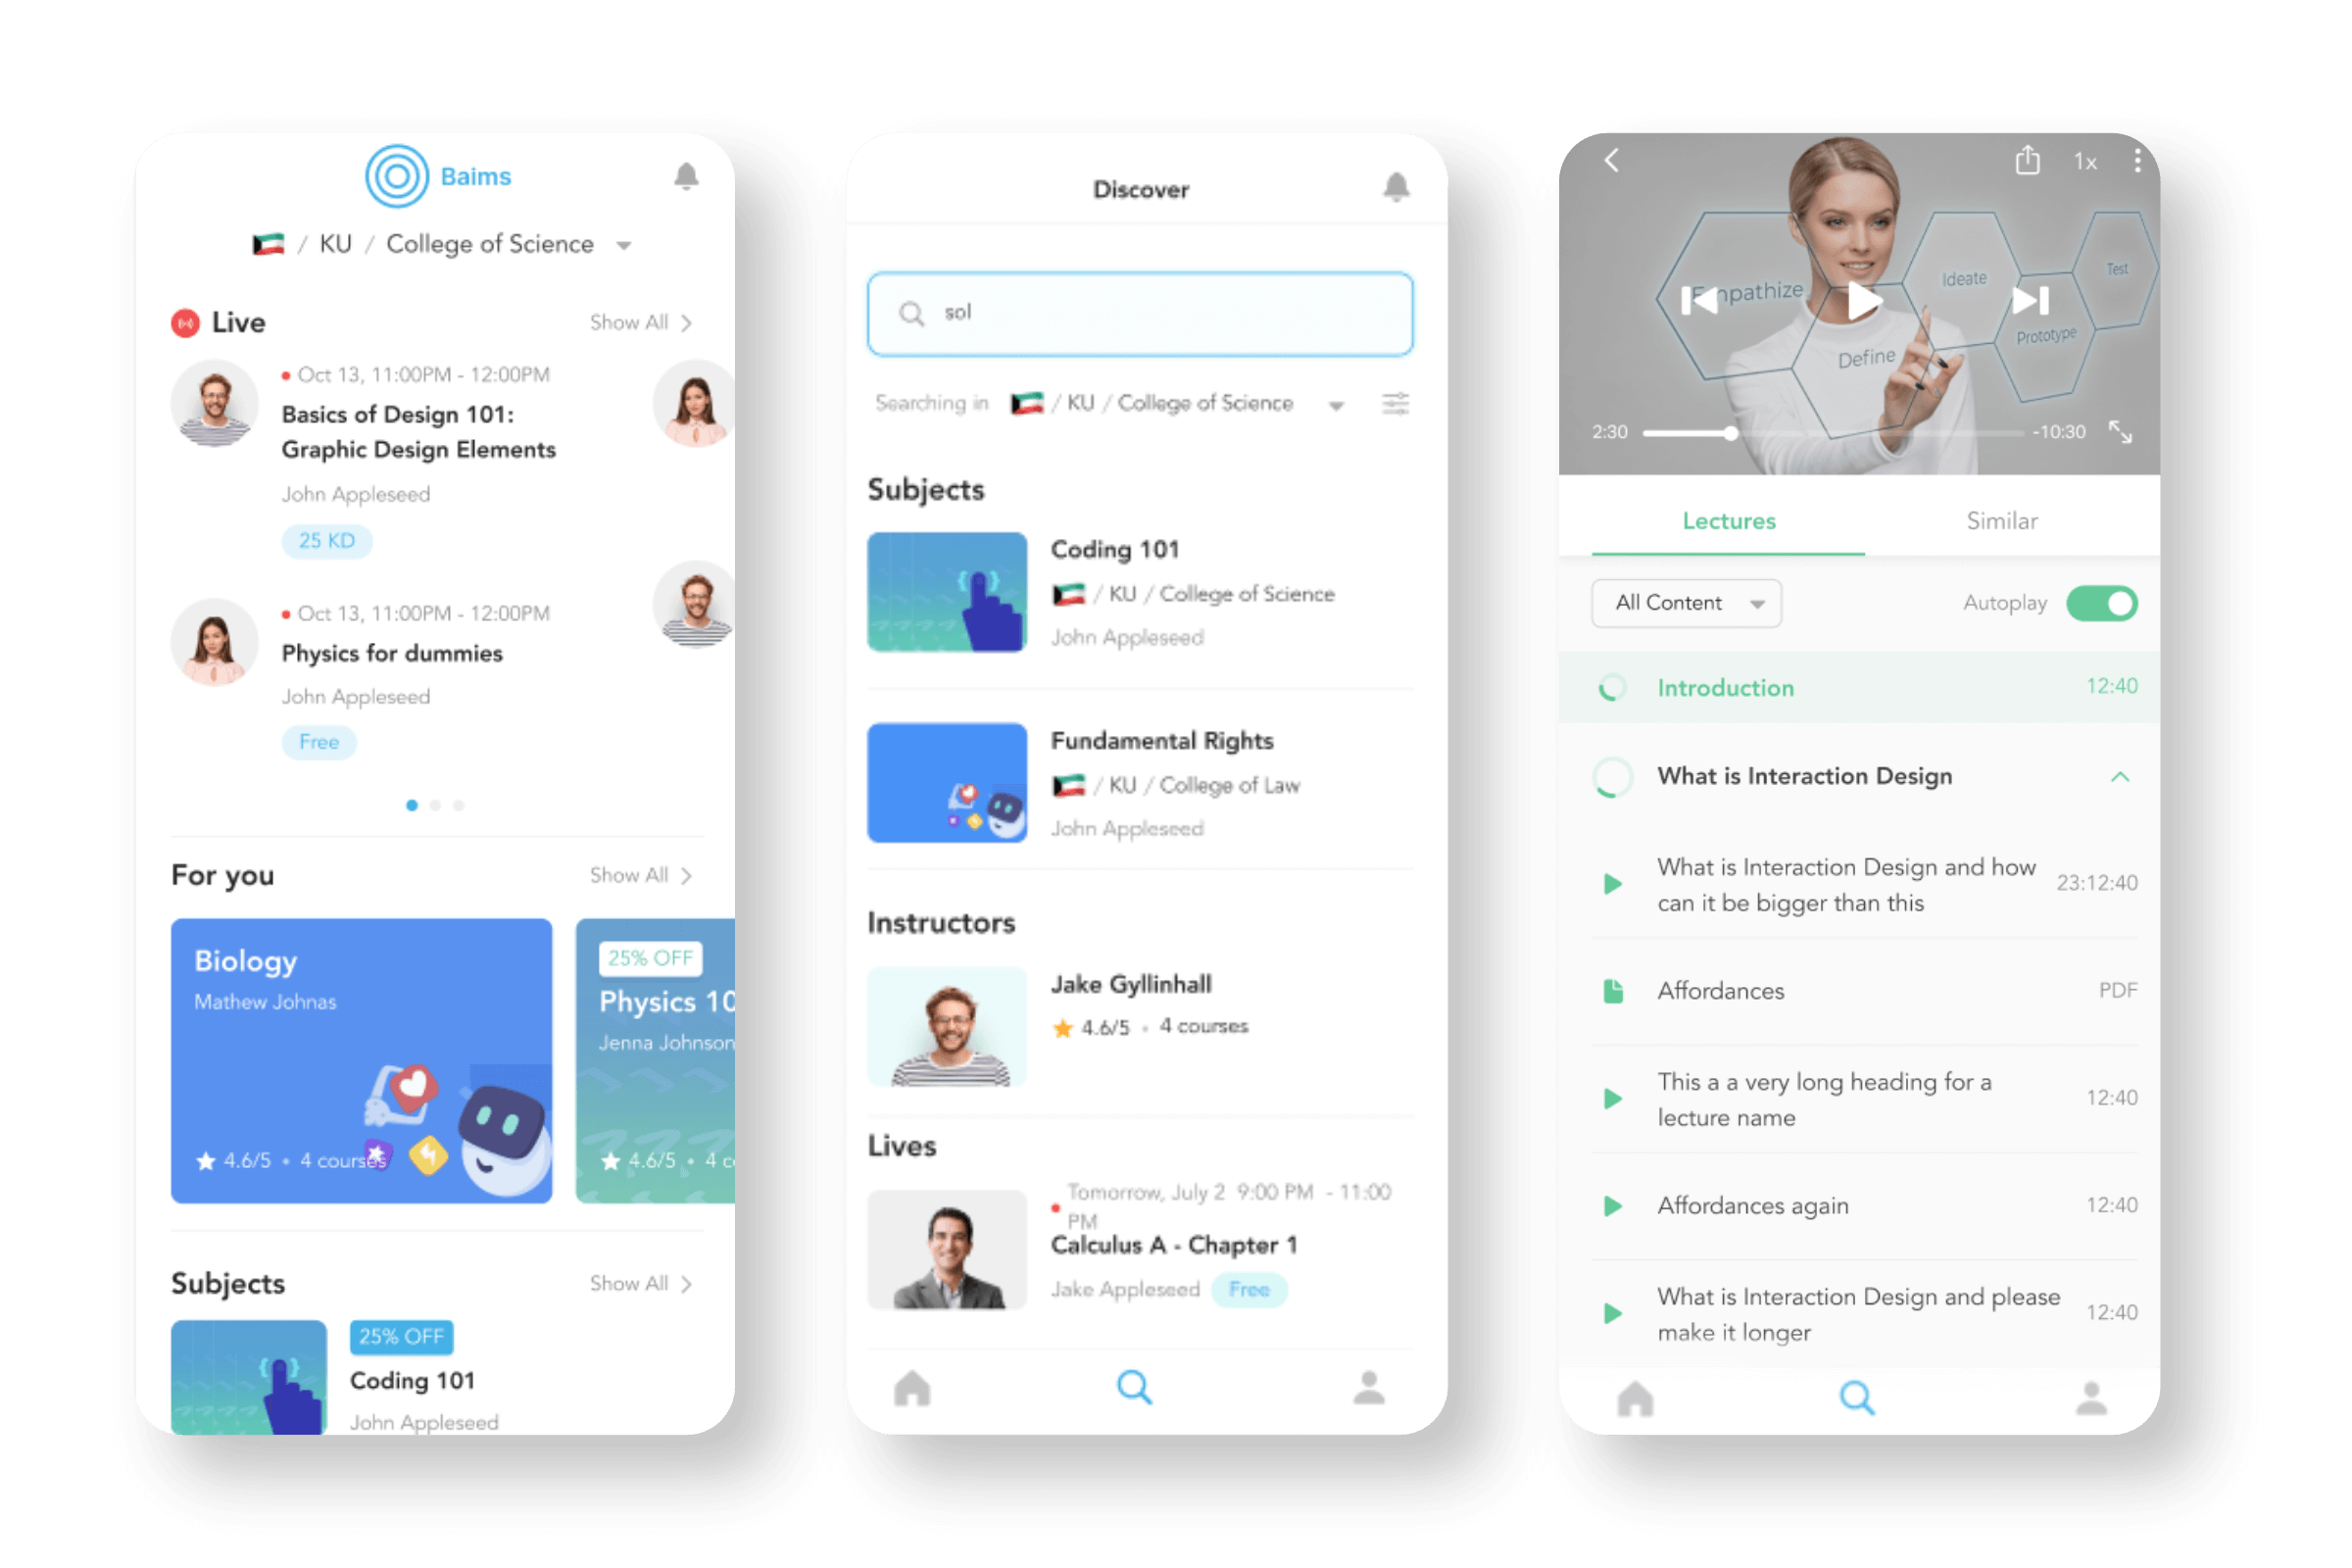 Baims
/ KU / College of Science
Live
Show All
Oct 13, 11:00PM - 12:00PM
Basics of Design 101:
Graphic Design Elements
John Appleseed
25 KD
Oct 13, 11:00PM - 12:00PM
Physics for dummies
John Appleseed
Free
For you
Show All
Biology
Mathew Johnas
4.6/5 • 4 courses
25% OFF
Physics 10
Jenna Johnson
4.6/5 • 4 c
Subjects
Show All
25% OFF
Coding 101
John Appleseed
Discover
sol
Searching in / KU / College of Science
Subjects
Coding 101
/ KU / College of Science
John Appleseed
Fundamental Rights
/ KU / College of Law
John Appleseed
Instructors
Jake Gyllinhall
4.6/5 • 4 courses
Lives
Tomorrow, July 2 9:00 PM - 11:00
PM
Calculus A - Chapter 1
Jake Appleseed
Free
1x
Empathize
Define
Ideate
Prototype
Test
2:30
-10:30
Lectures
Similar
All Content
Autoplay
Introduction
12:40
What is Interaction Design
What is Interaction Design and how
can it be bigger than this
23:12:40
Affordances
PDF
This a a very long heading for a
lecture name
12:40
Affordances again
12:40
What is Interaction Design and please
make it longer
12:40